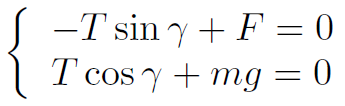 −T sin γ + F = 0
T cos γ + mg = 0